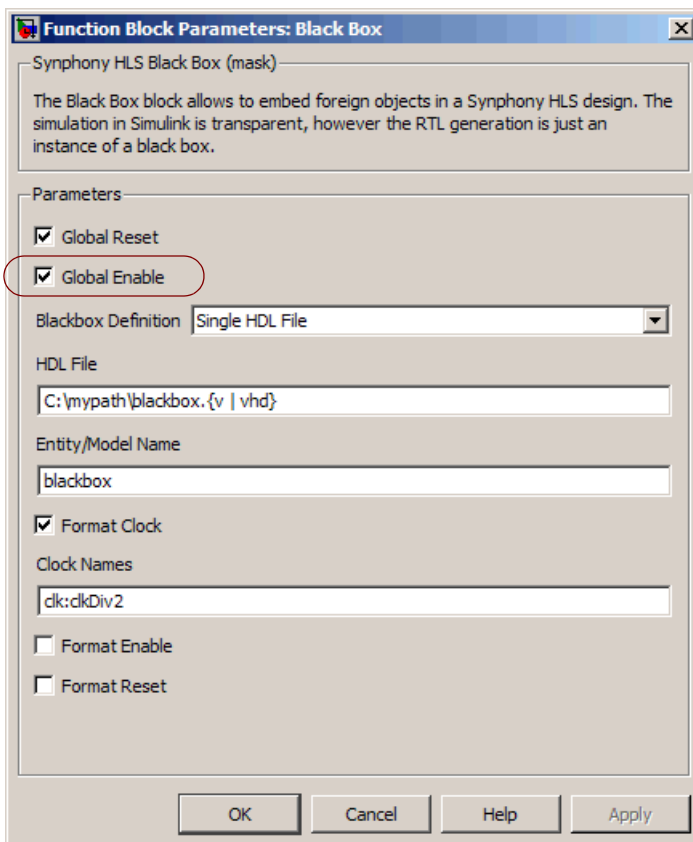 Function Block Parameters: Black Box
Synphony HLS Black Box (mask)
The Black Box block allows to embed foreign objects in a Synphony HLS design. The
simulation in Simulink is transparent, however the RTL generation is just an
instance of a black box.
Parameters
Global Reset
Global Enable
Blackbox Definition Single HDL File
HDL File
C:\mypath\blackbox.{v | vhd}
Entity/Model Name
blackbox
Format Clock
Clock Names
clk:clkDiv2
Format Enable
Format Reset
OK Cancel Help Apply